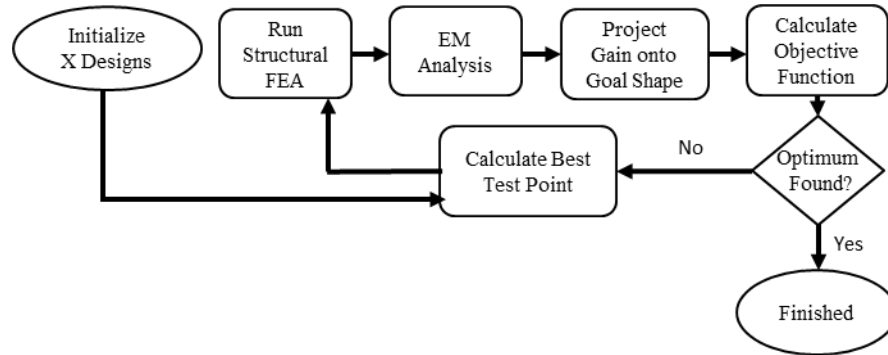 Initialize
X Designs
Run
Structural
FEA
EM
Analysis
Project
Gain onto
Goal Shape
Calculate
Objective
Function
Optimum
Found?
No
Calculate Best
Test Point
Yes
Finished